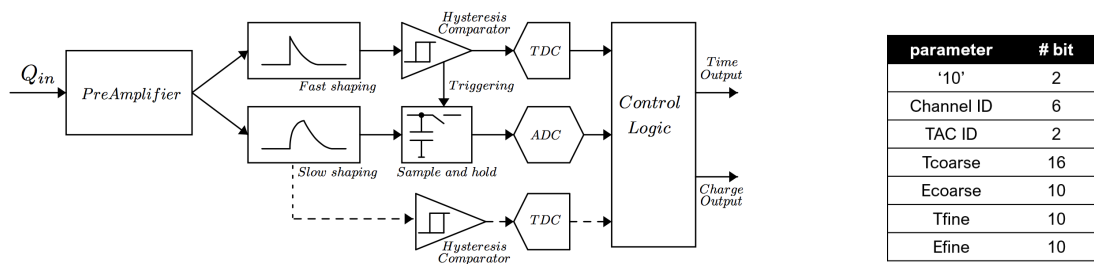 Q_in
PreAmplifier
Fast shaping
Hysteresis
Comparator
TDC
Triggering
Slow shaping
Sample and hold
ADC
Hysteresis
Comparator
TDC
Control
Logic
Time
Output
Charge
Output
parameter # bit
‘10’ 2
Channel ID 6
TAC ID 2
Tcoarse 16
Ecoarse 10
Tfine 10
Efine 10